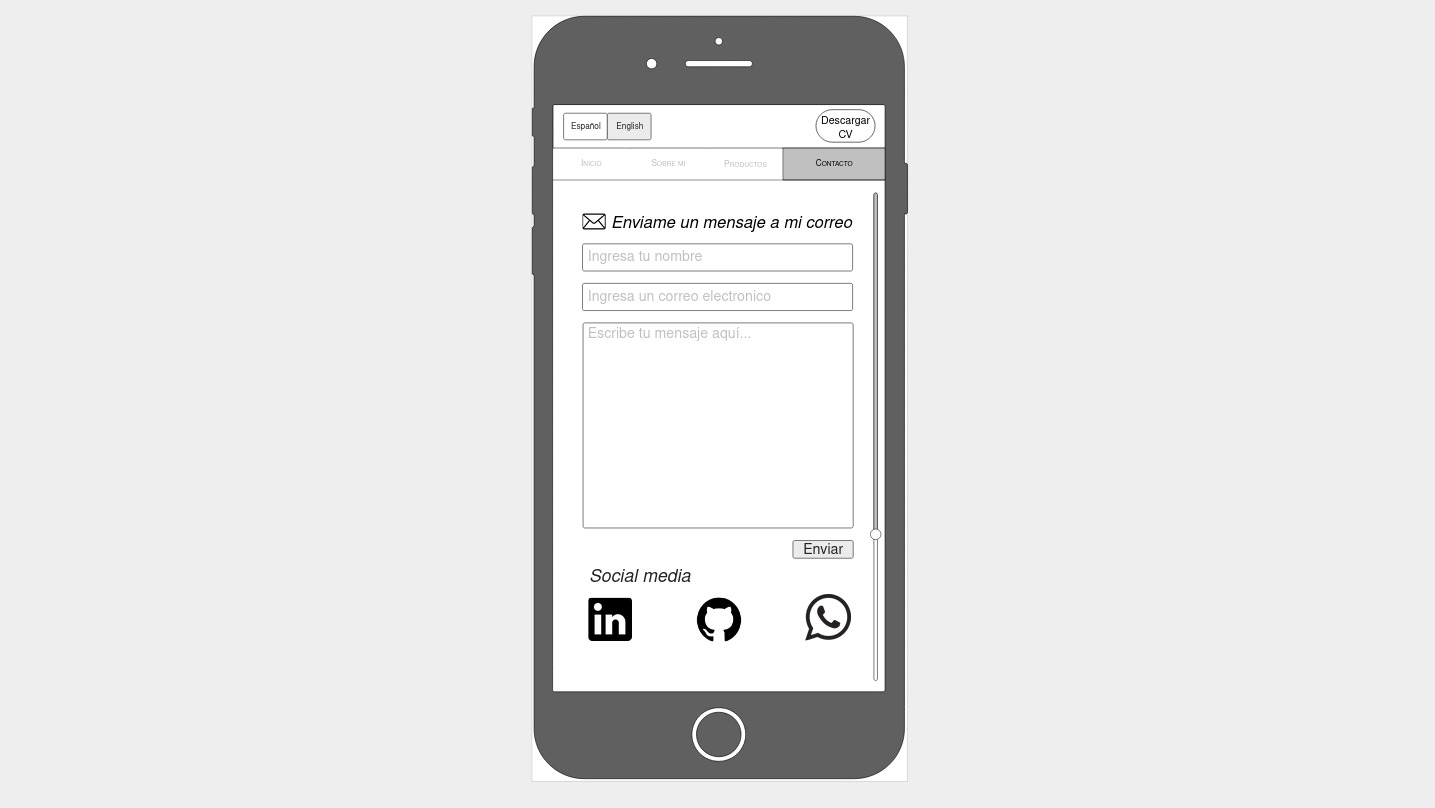 Español English
Descargar
CV
INICIO SOBRE MI PRODUCTOS CONTACTO
Enviame un mensaje a mi correo
Ingresa tu nombre
Ingresa un correo electronico
Escribe tu mensaje aquí...
Enviar
Social media
in